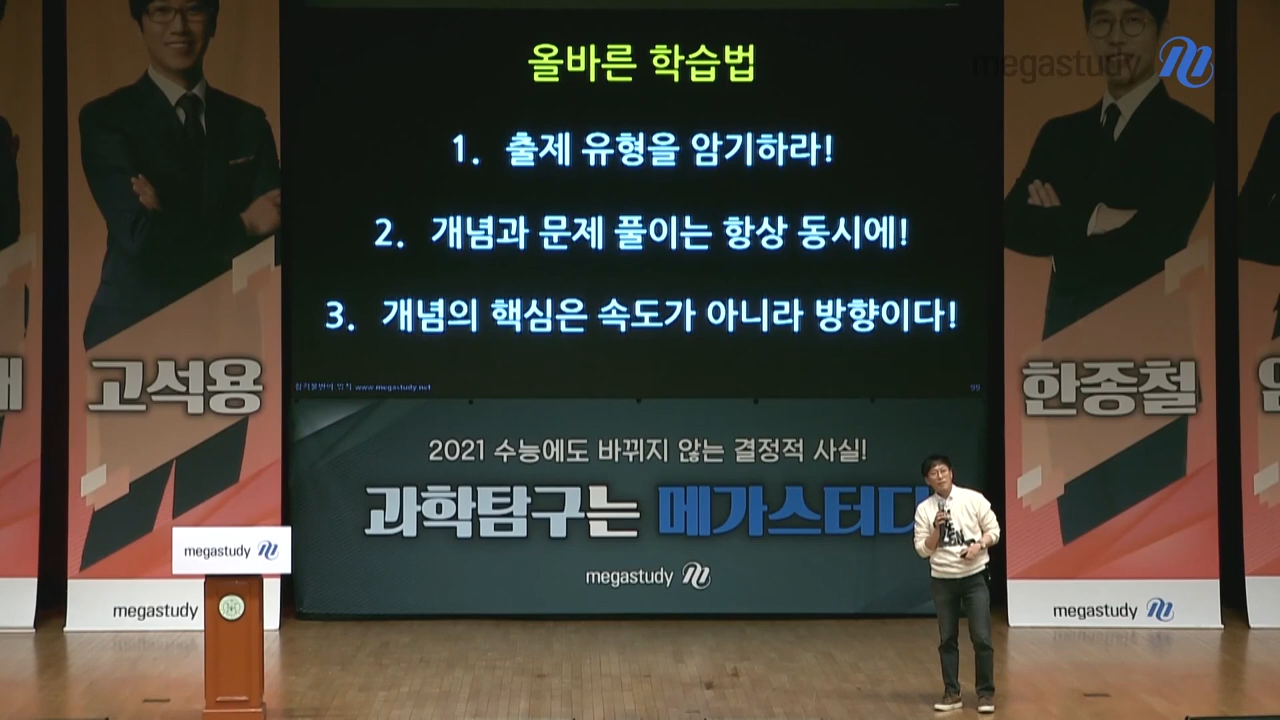 올바른 학습법
megastudy
1. 출제 유형을 암기하라!
2. 개념과 문제 풀이는 항상 동시에!
3. 개념의 핵심은 속도가 아니라 방향이다!
www.megastudy.net
99
고석용
한종철
2021 수능에도 바뀌지 않는 결정적 사실!
과학탐구는 메가스터디
megastudy
megastudy
megastudy
megastudy